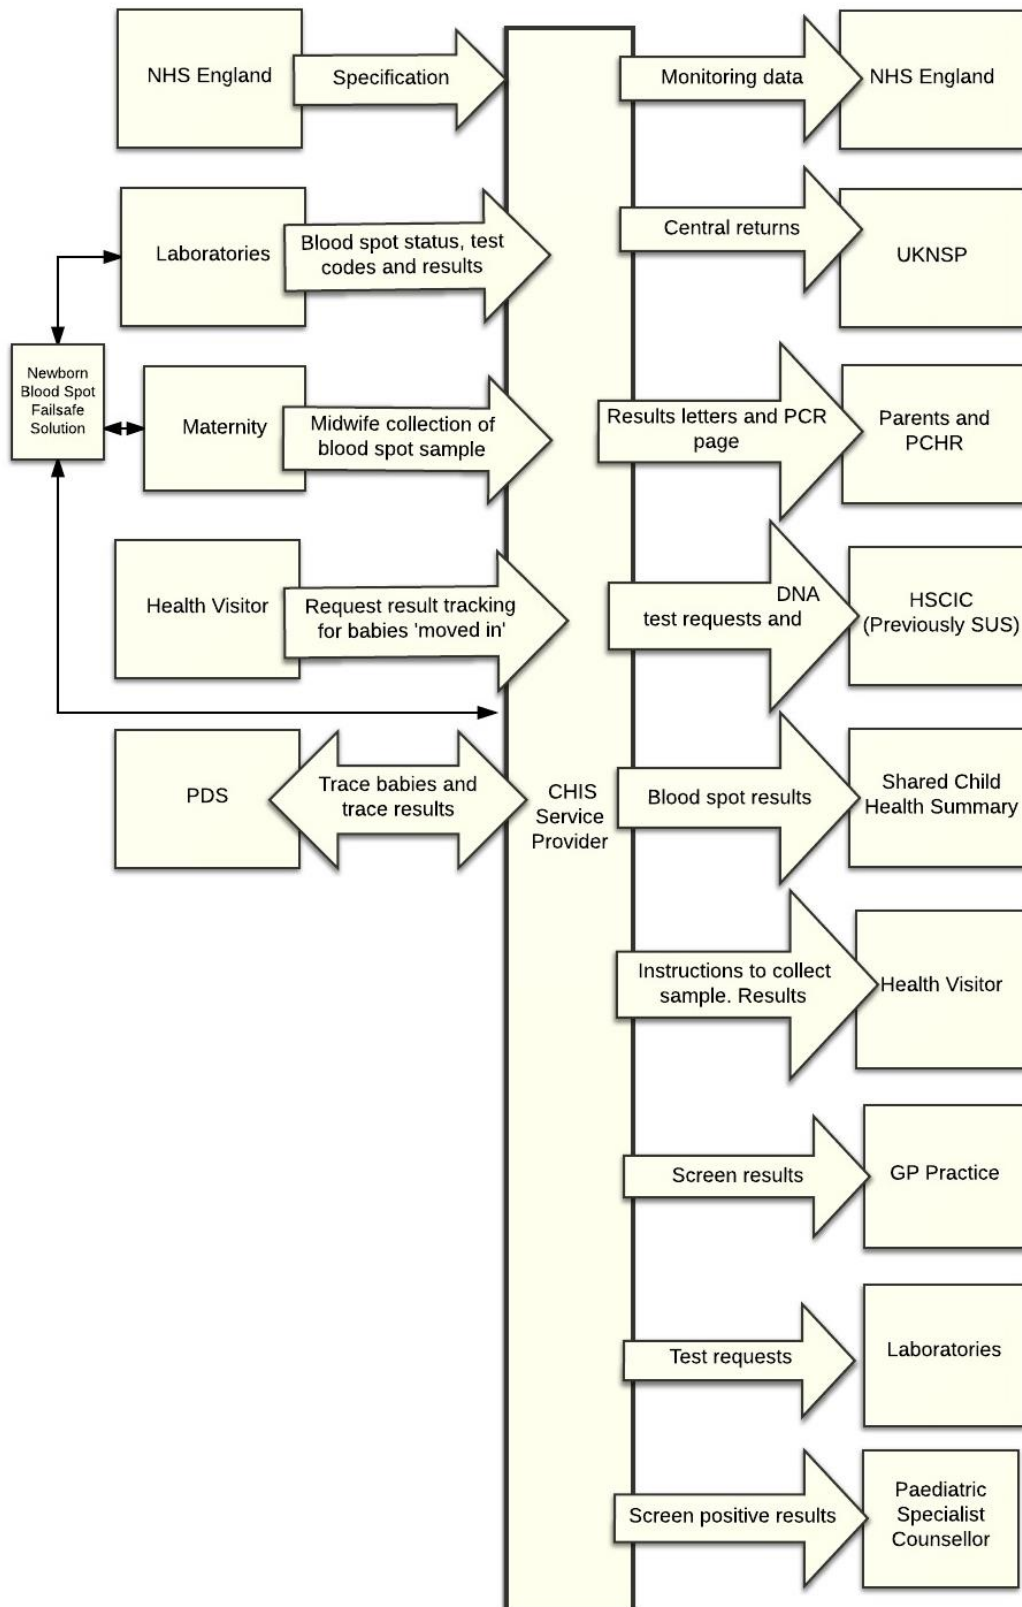 NHS England
Specification
Monitoring data
NHS England
Laboratories
Blood spot status, test
codes and results
Central returns
UKNSP
Newborn
Blood Spot
Failsafe
Solution
Maternity
Midwife collection of
blood spot sample
Results letters and PCR
page
Parents and
PCHR
Health Visitor
Request result tracking
for babies 'moved in'
DNA
test requests and
HSCIC
(Previously SUS)
PDS
Trace babies and
trace results
CHIS
Service
Provider
Blood spot results
Shared Child
Health Summary
Instructions to collect
sample. Results
Health Visitor
Screen results
GP Practice
Test requests
Laboratories
Screen positive results
Paediatric
Specialist
Counsellor